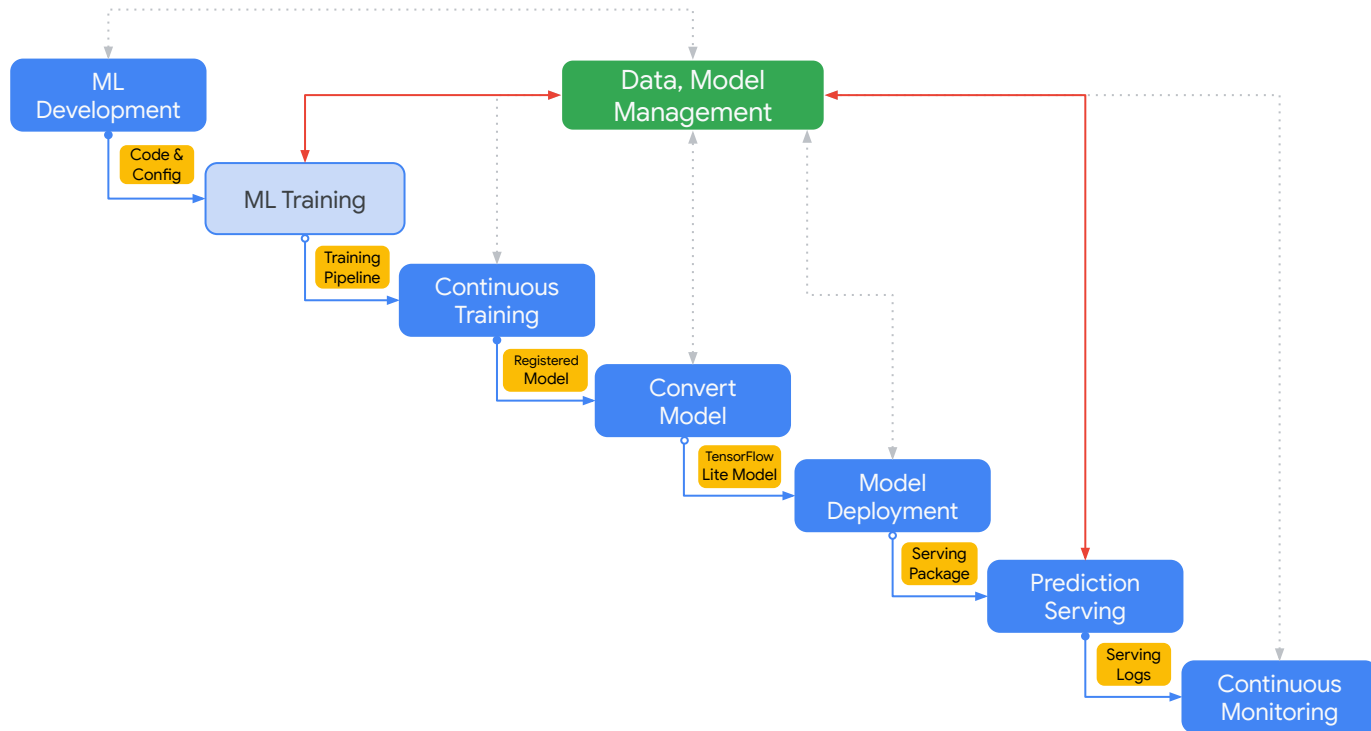 ML
Development
Data, Model
Management
Code &
Config
ML Training
Training
Pipeline
Continuous
Training
Registered
Model
Convert
Model
TensorFlow
Lite Model
Model
Deployment
Serving
Package
Prediction
Serving
Serving
Logs
Continuous
Monitoring